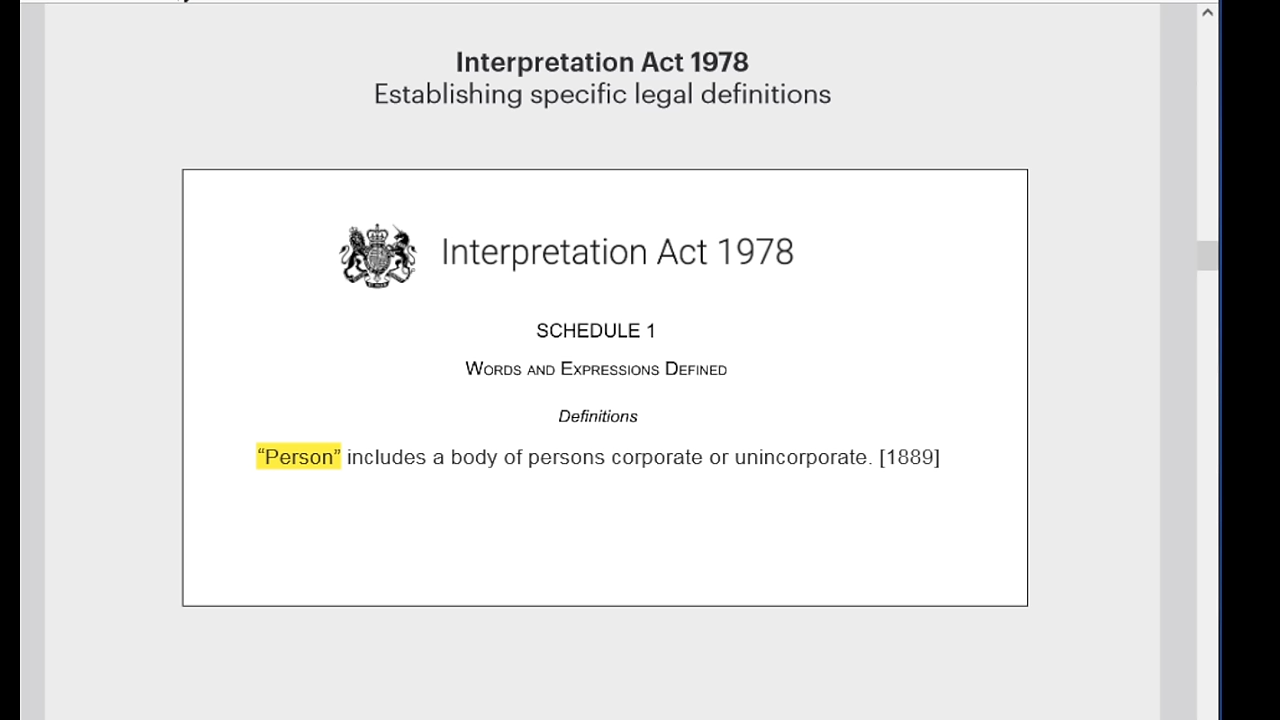 Interpretation Act 1978
Establishing specific legal definitions
Interpretation Act 1978
SCHEDULE 1
WORDS AND EXPRESSIONS DEFINED
Definitions
“Person” includes a body of persons corporate or unincorporate. [1889]